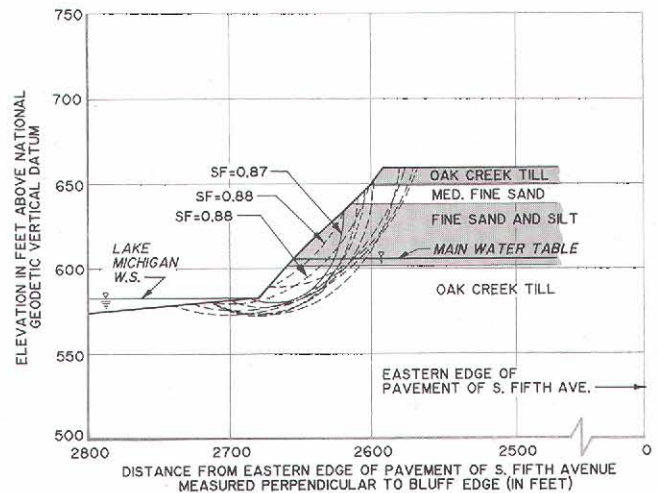 ELEVATION IN FEET ABOVE NATIONAL
GEODETIC VERTICAL DATUM
750
700
650
600
550
500
SF=0.87
SF=0.88
SF=0.88
LAKE
MICHIGAN
W.S.
OAK CREEK TILL
MED. FINE SAND
FINE SAND AND SILT
MAIN WATER TABLE
OAK CREEK TILL
EASTERN EDGE OF
PAVEMENT OF S. FIFTH AVE.
2800
2700
2600
2500
0
DISTANCE FROM EASTERN EDGE OF PAVEMENT OF S. FIFTH AVENUE
MEASURED PERPENDICULAR TO BLUFF EDGE (IN FEET)